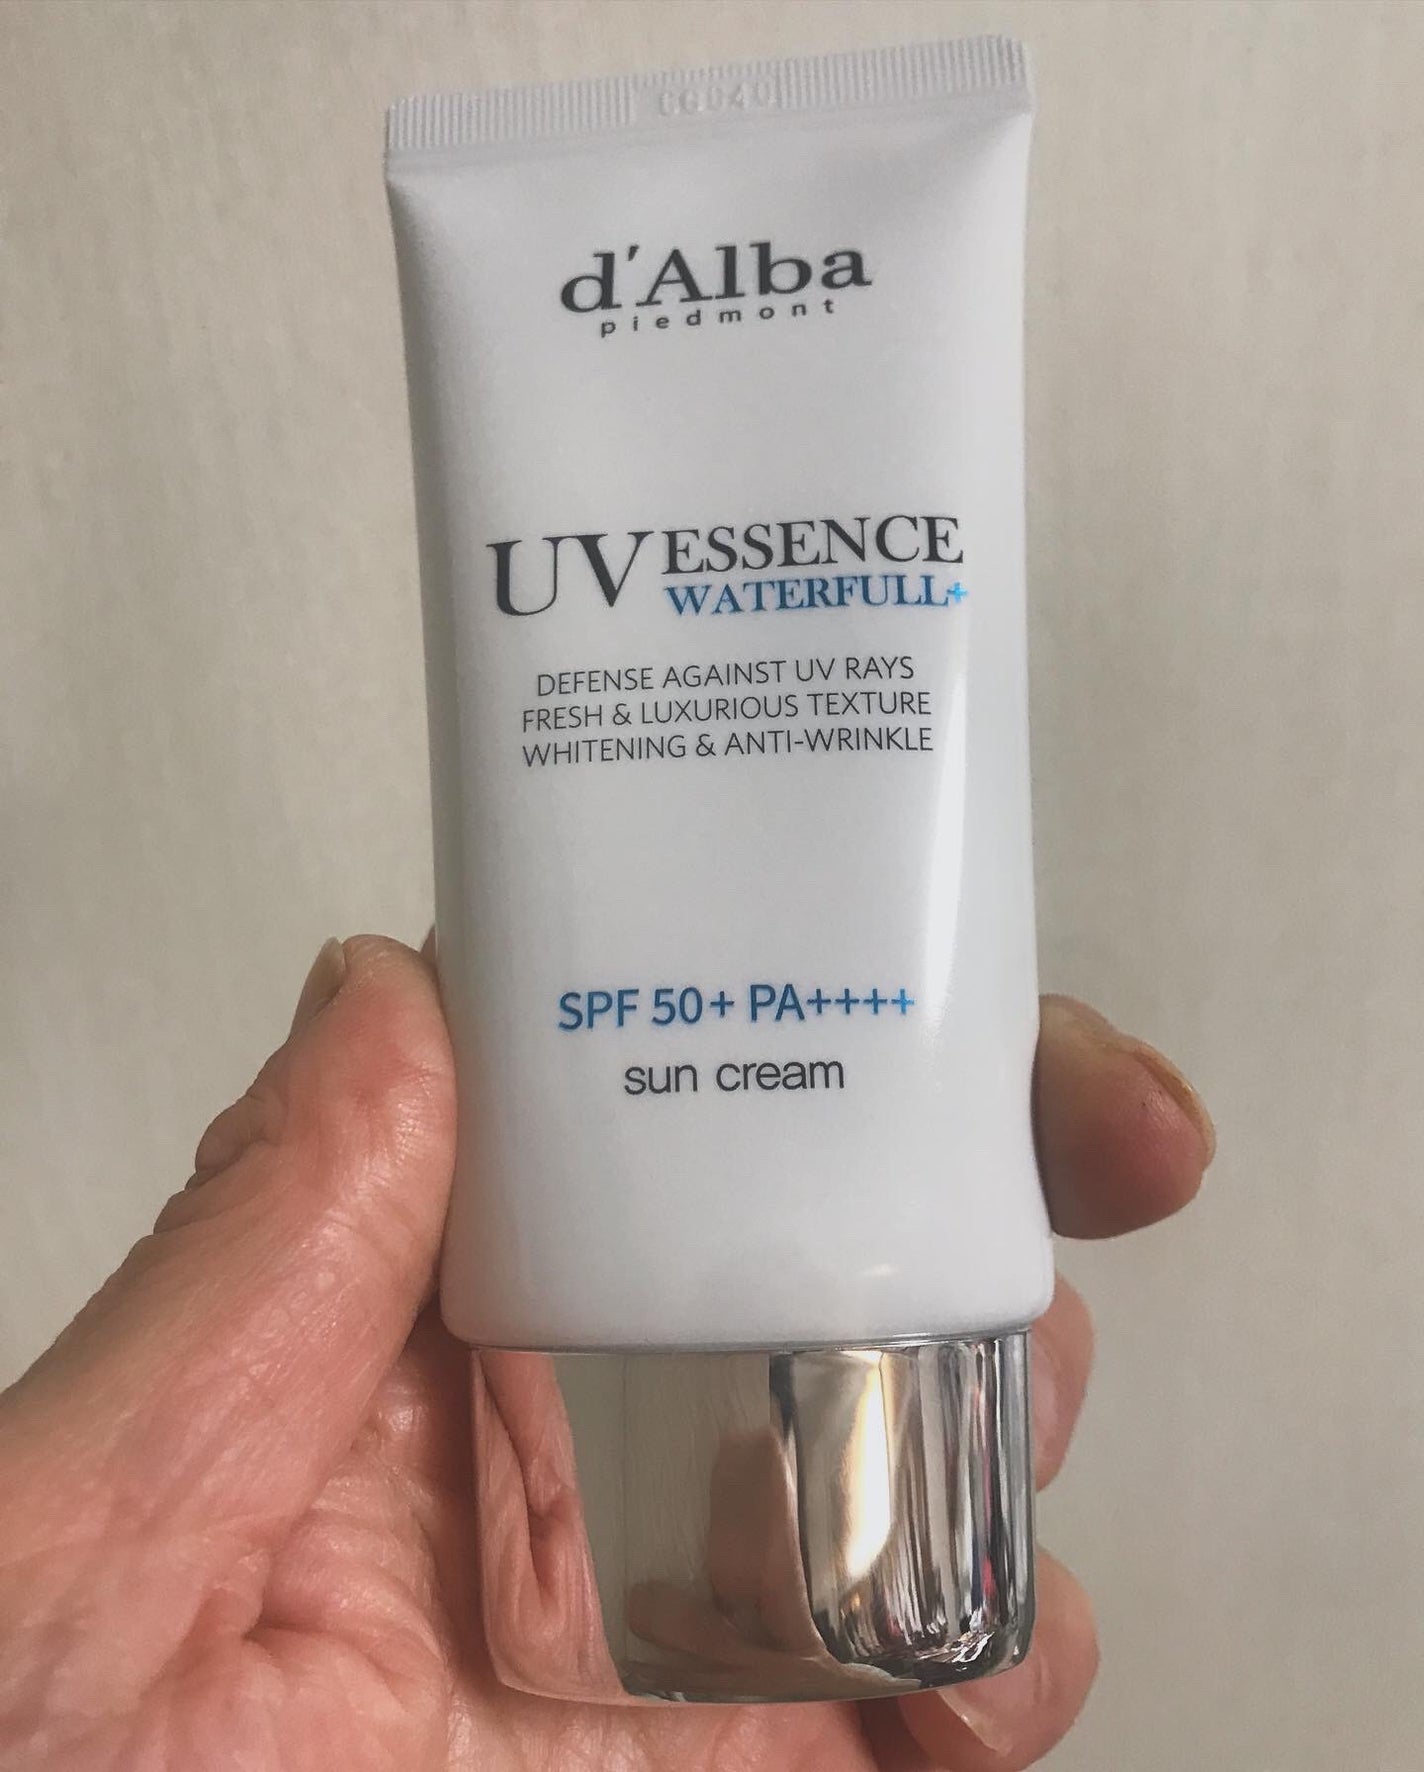 d'Alba
piedmont
UV ESSENCE
WATERFULL+
DEFENSE AGAINST UV RAYS
FRESH & LUXURIOUS TEXTURE
WHITENING & ANTI-WRINKLE
SPF 50+ PA++++
sun cream